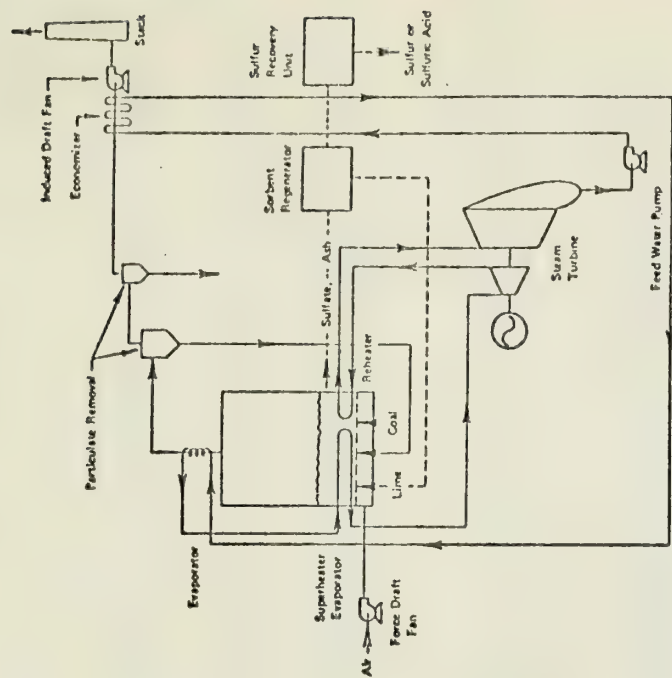 Stack
Induced Draft Fan
Economizer
Sulfur
Recovery
Unit
Sulfur or
Sulfuric Acid
Sorbent
Regenerator
Particulate Removal
Sulfate, Ash
Reheater
Steam
Turbine
Feed Water Pump
Coal
Lime
Evaporator
Superheater
Evaporator
Force Draft
Fan
Air